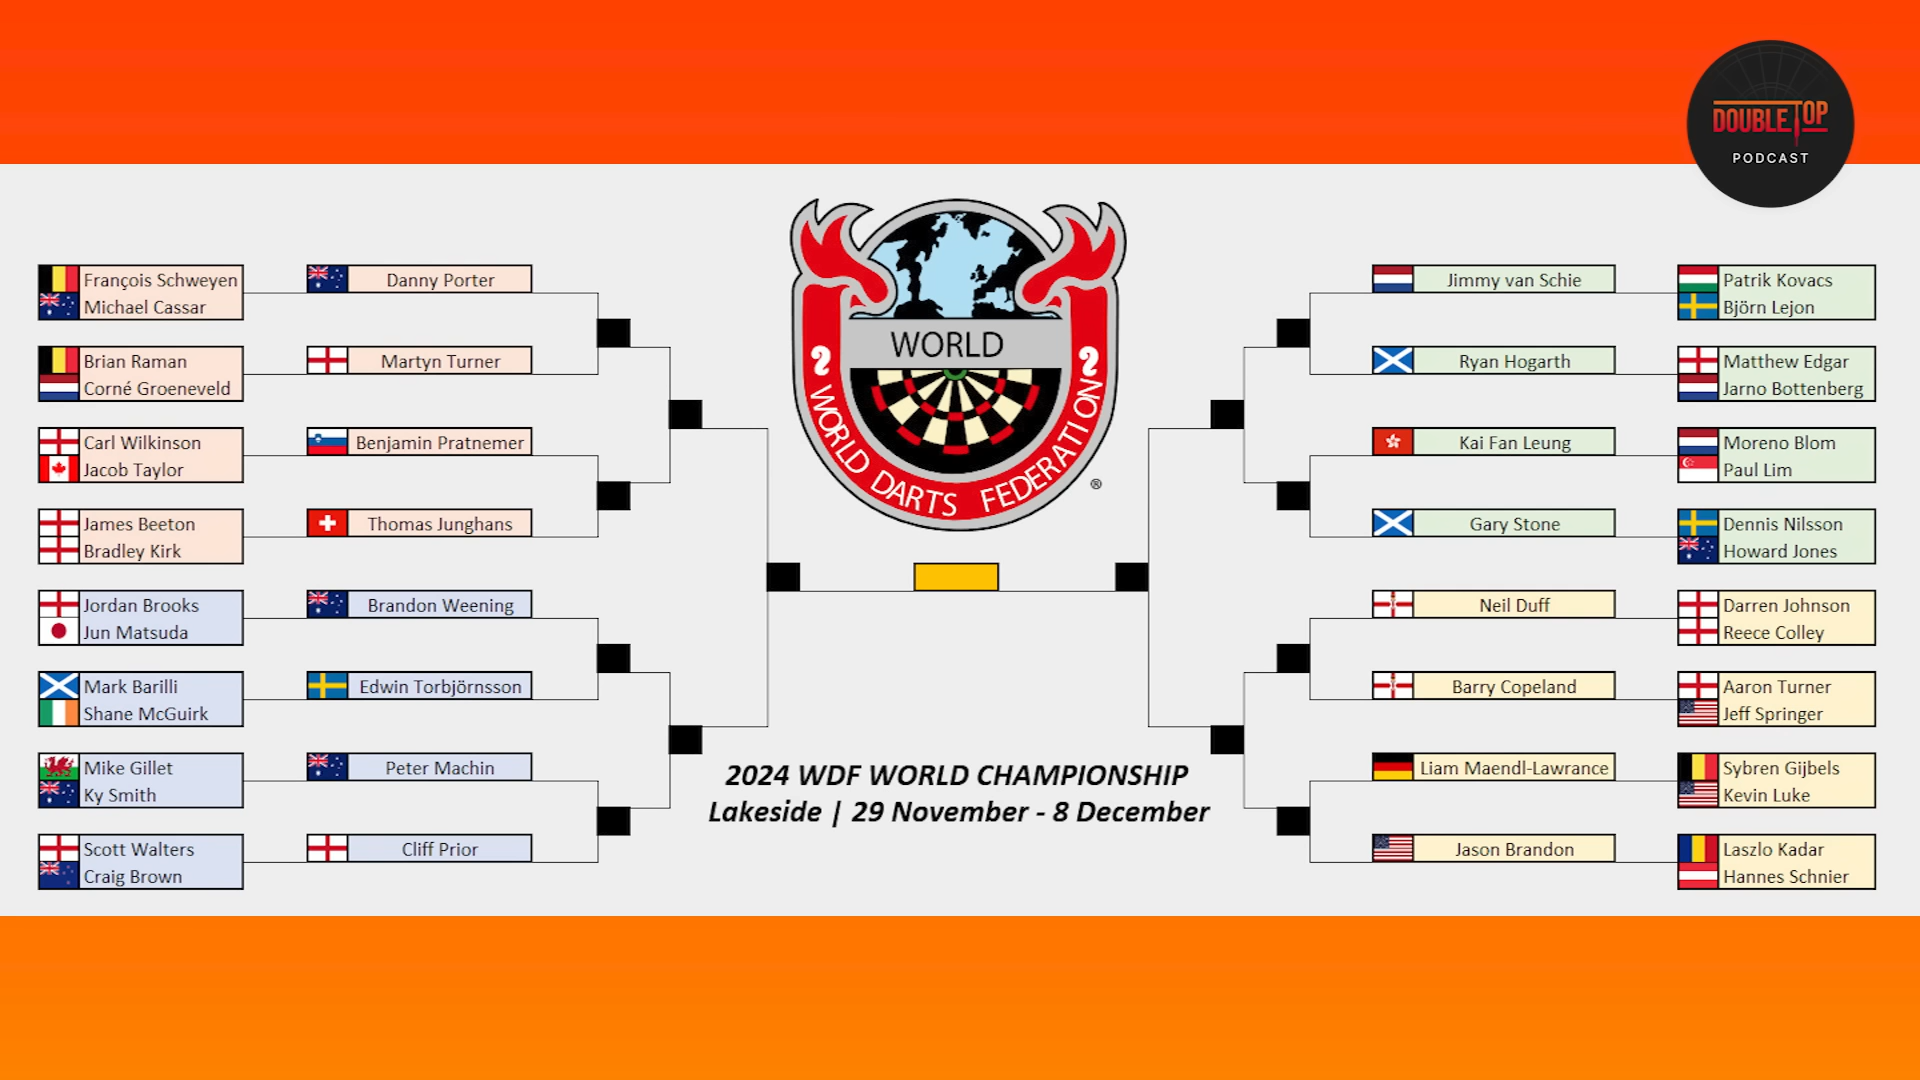 DOUBLE TOP
PODCAST
François Schweyen
Michael Cassar
Danny Porter
Brian Raman
Corné Groeneveld
Martyn Turner
Carl Wilkinson
Jacob Taylor
Benjamin Pratnemer
James Beeton
Bradley Kirk
Thomas Junghans
Jordan Brooks
Jun Matsuda
Brandon Weening
Mark Barilli
Shane McGuirk
Edwin Torbjörnsson
Mike Gillet
Ky Smith
Peter Machin
Scott Walters
Craig Brown
Cliff Prior
WORLD
WORLD DARTS FEDERATION
®
2024 WDF WORLD CHAMPIONSHIP
Lakeside | 29 November - 8 December
Jimmy van Schie
Patrik Kovacs
Björn Lejon
Ryan Hogarth
Matthew Edgar
Jarno Bottenberg
Kai Fan Leung
Moreno Blom
Paul Lim
Gary Stone
Dennis Nilsson
Howard Jones
Neil Duff
Darren Johnson
Reece Colley
Barry Copeland
Aaron Turner
Jeff Springer
Liam Maendl-Lawrance
Sybren Gijbels
Kevin Luke
Jason Brandon
Laszlo Kadar
Hannes Schnier